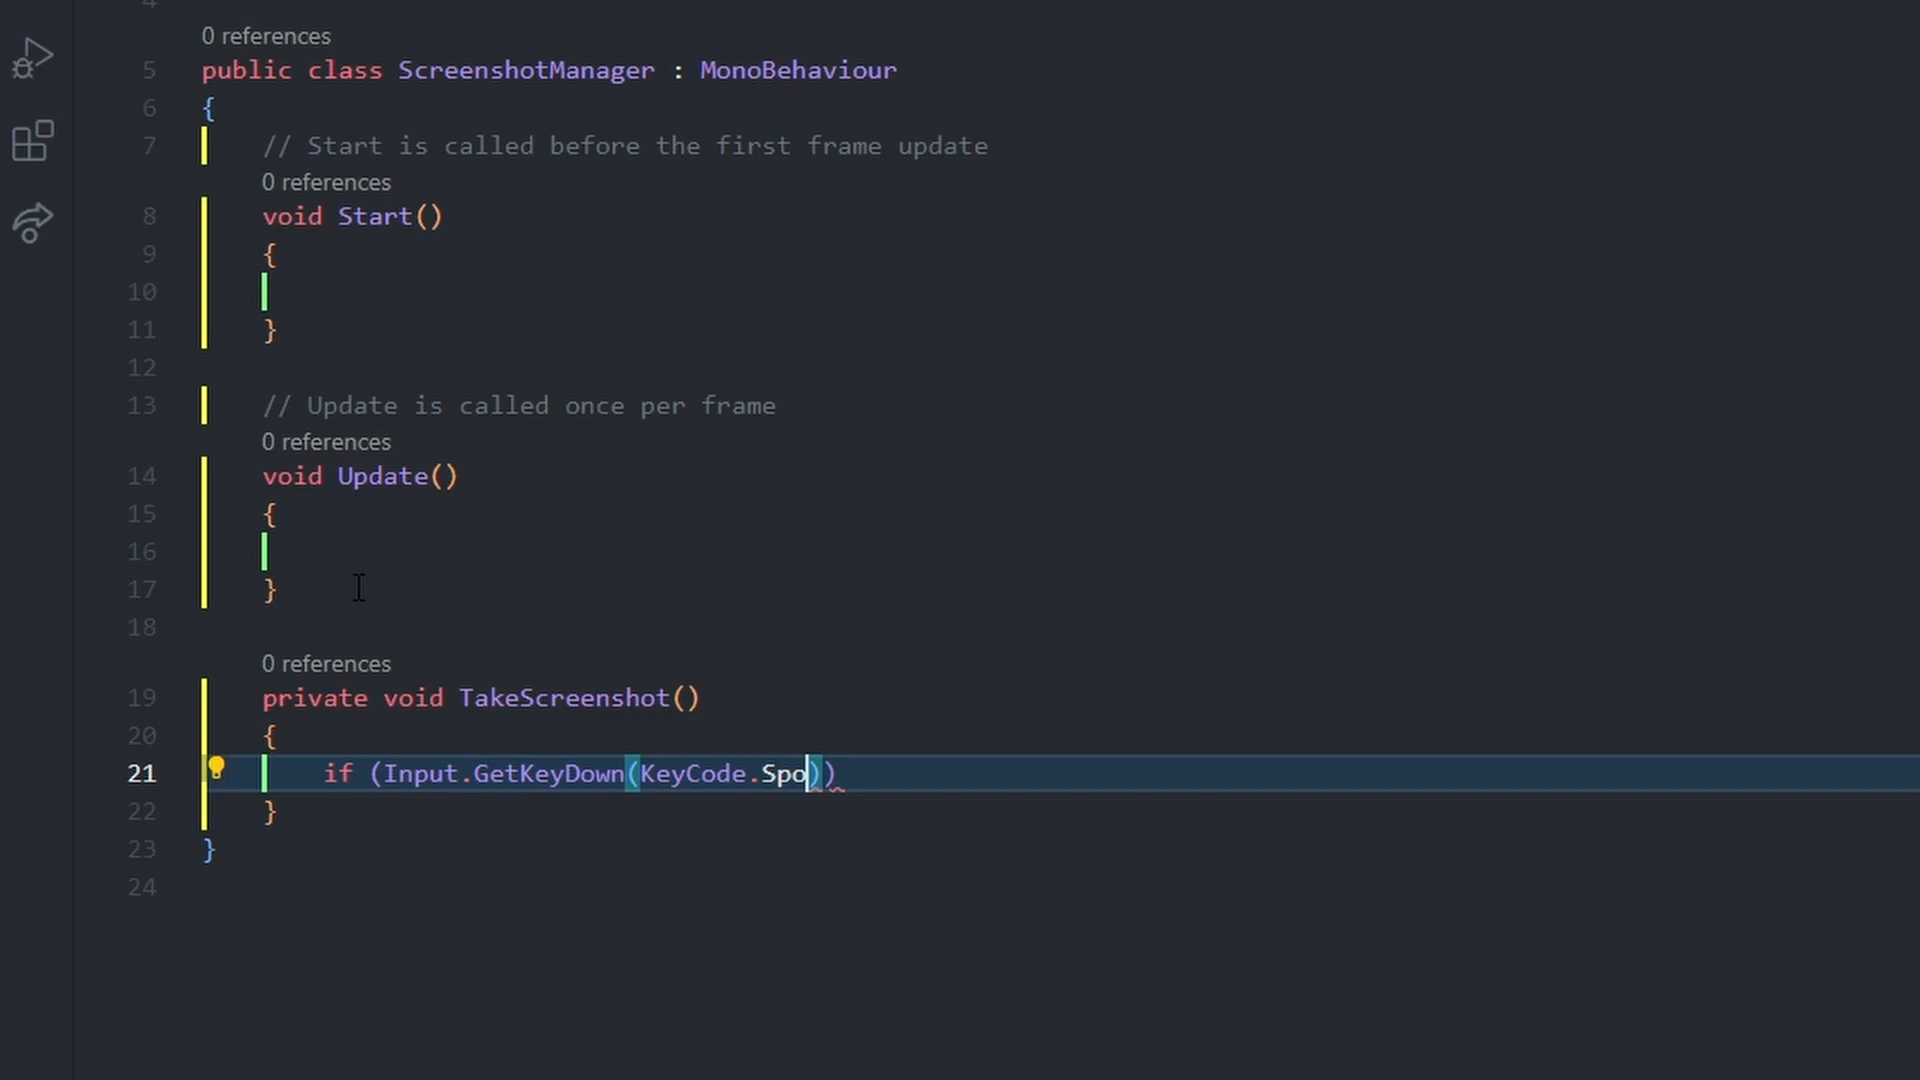 4
0 references
5 public class ScreenshotManager : MonoBehaviour
6 {
7 // Start is called before the first frame update
0 references
8 void Start()
9 {
10
11 }
12
13 // Update is called once per frame
0 references
14 void Update()
15 {
16
17 }
18
0 references
19 private void TakeScreenshot()
20 {
21 if (Input.GetKeyDown(KeyCode.Spo))
22 }
23 }
24